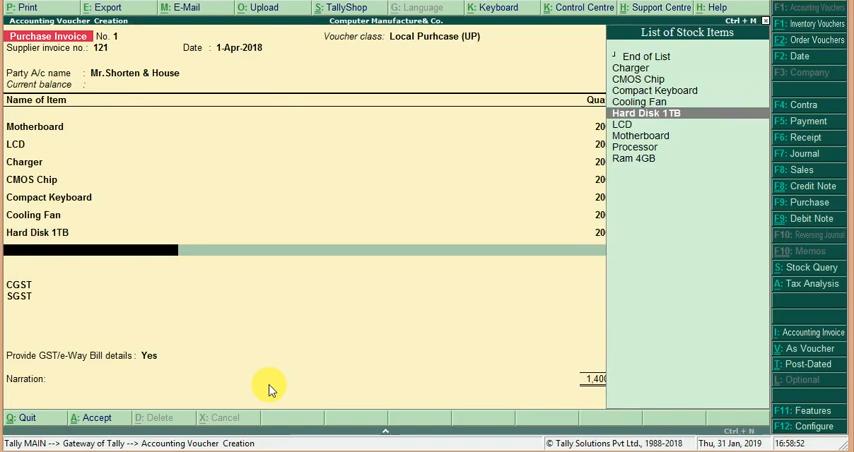 P: Print E: Export M: E-Mail O: Upload S: TallyShop G: Language K: Keyboard K: Control Centre H: Support Centre H: Help
F1: Accounting Vouchers
Accounting Voucher Creation Computer Manufacture& Co. Ctrl + M
Purchase Invoice No. 1 Voucher class: Local Purhcase (UP)
Supplier invoice no.: 121 Date : 1-Apr-2018
Party A/c name : Mr.Shorten & House
Current balance :
Name of Item Qua
Motherboard 20
LCD 20
Charger 20
CMOS Chip 20
Compact Keyboard 20
Cooling Fan 20
Hard Disk 1TB 20
CGST
SGST
Provide GST/e-Way Bill details : Yes
Narration: 1,400
List of Stock Items
End of List
Charger
CMOS Chip
Compact Keyboard
Cooling Fan
Hard Disk 1TB
LCD
Motherboard
Processor
Ram 4GB
F1: Inventory Vouchers
F2: Order Vouchers
F2: Date
F3: Company
F4: Contra
F5: Payment
F6: Receipt
F7: Journal
F8: Sales
F8: Credit Note
F9: Purchase
F9: Debit Note
F10: Reversing Journal
F10: Memos
S: Stock Query
A: Tax Analysis
I: Accounting Invoice
V: As Voucher
T: Post-Dated
L: Optional
F11: Features
F12: Configure
Q: Quit A: Accept D: Delete X: Cancel
Ctrl + N
Tally MAIN --> Gateway of Tally --> Accounting Voucher Creation © Tally Solutions Pvt Ltd., 1988-2018 Thu, 31 Jan, 2019 16:58:52